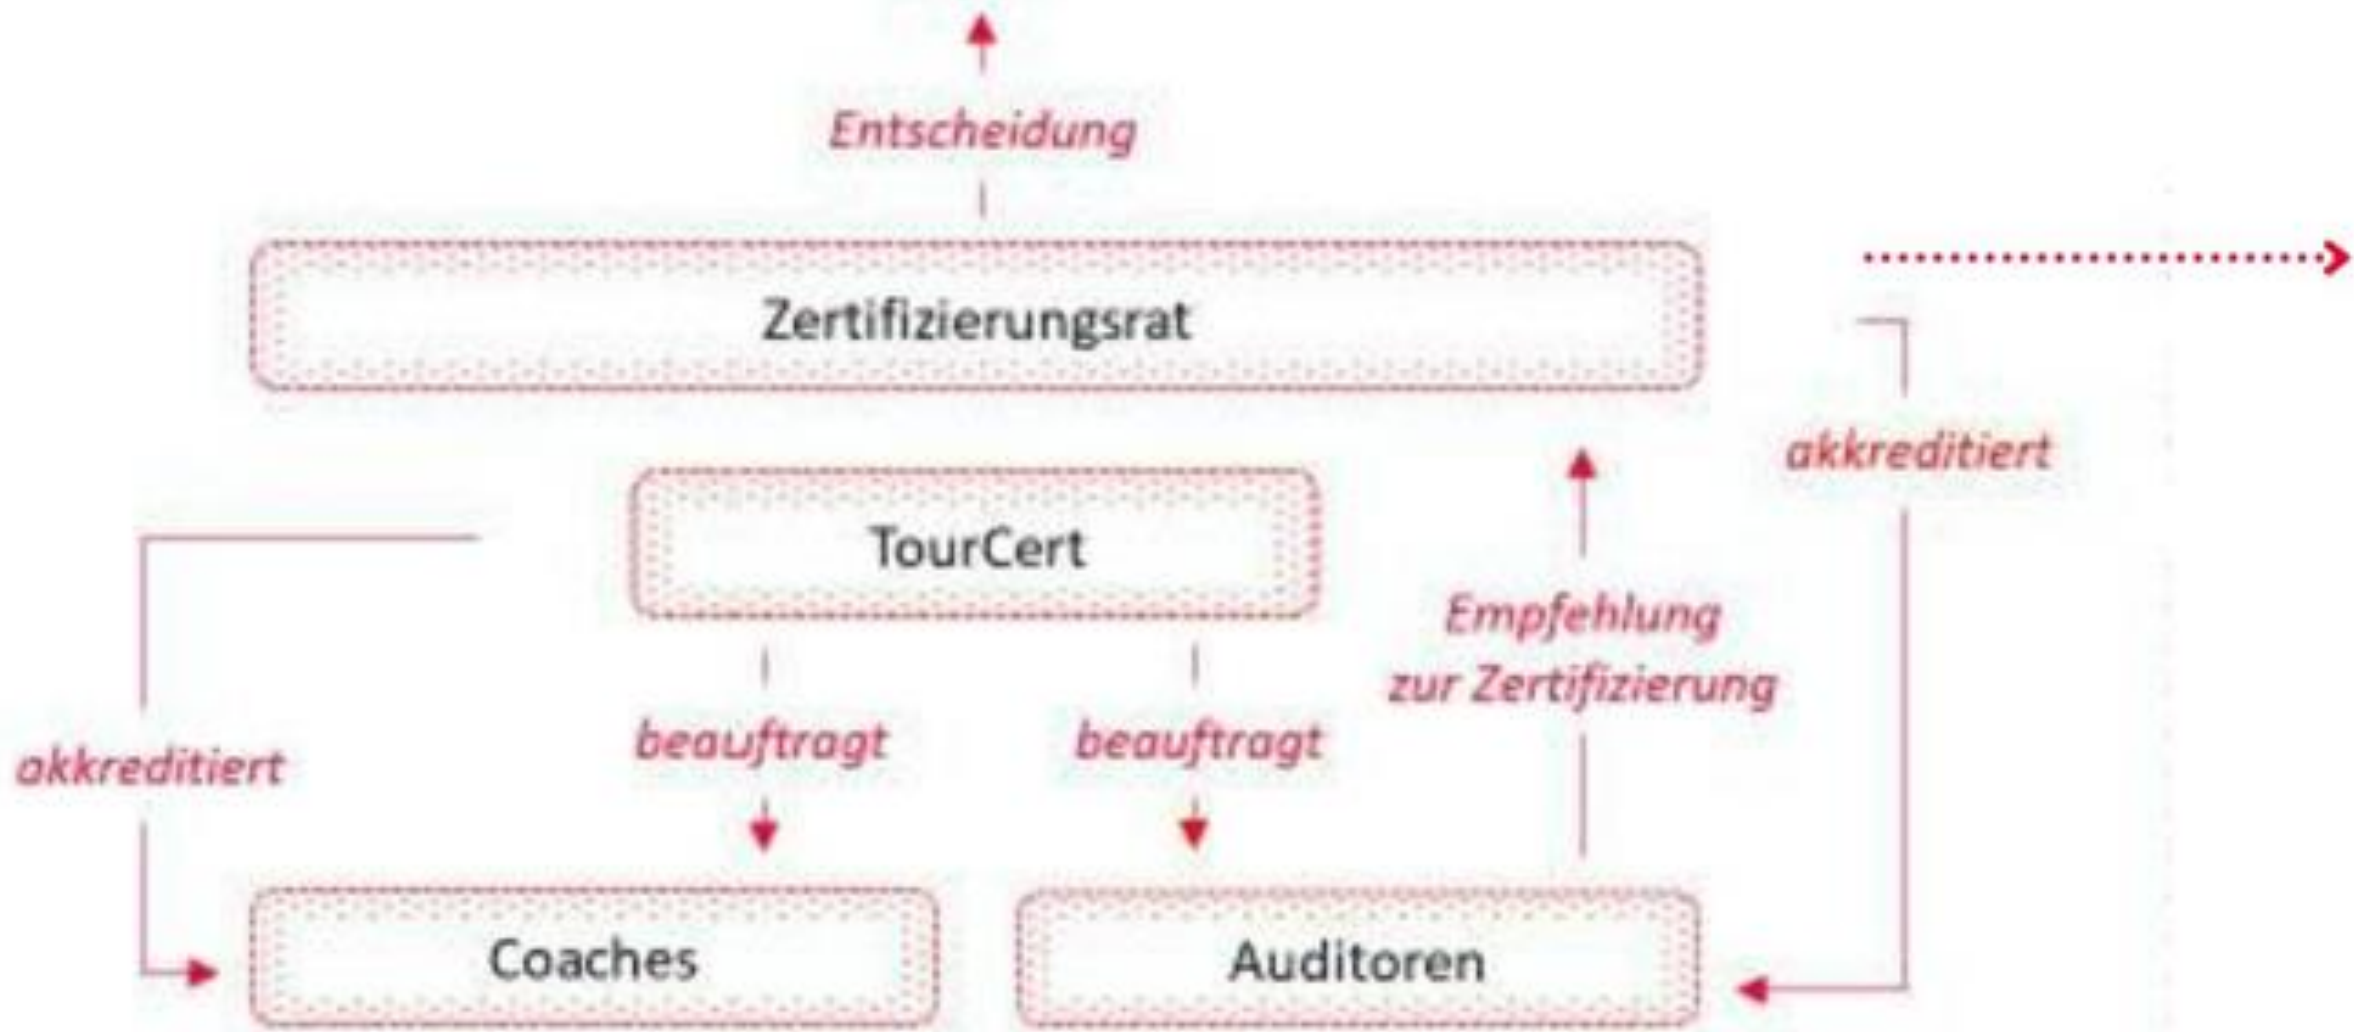 Entscheidung
Zertifizierungsrat
akkreditiert
TourCert
Empfehlung
zur Zertifizierung
akkreditiert
beauftragt
beauftragt
Coaches
Auditoren